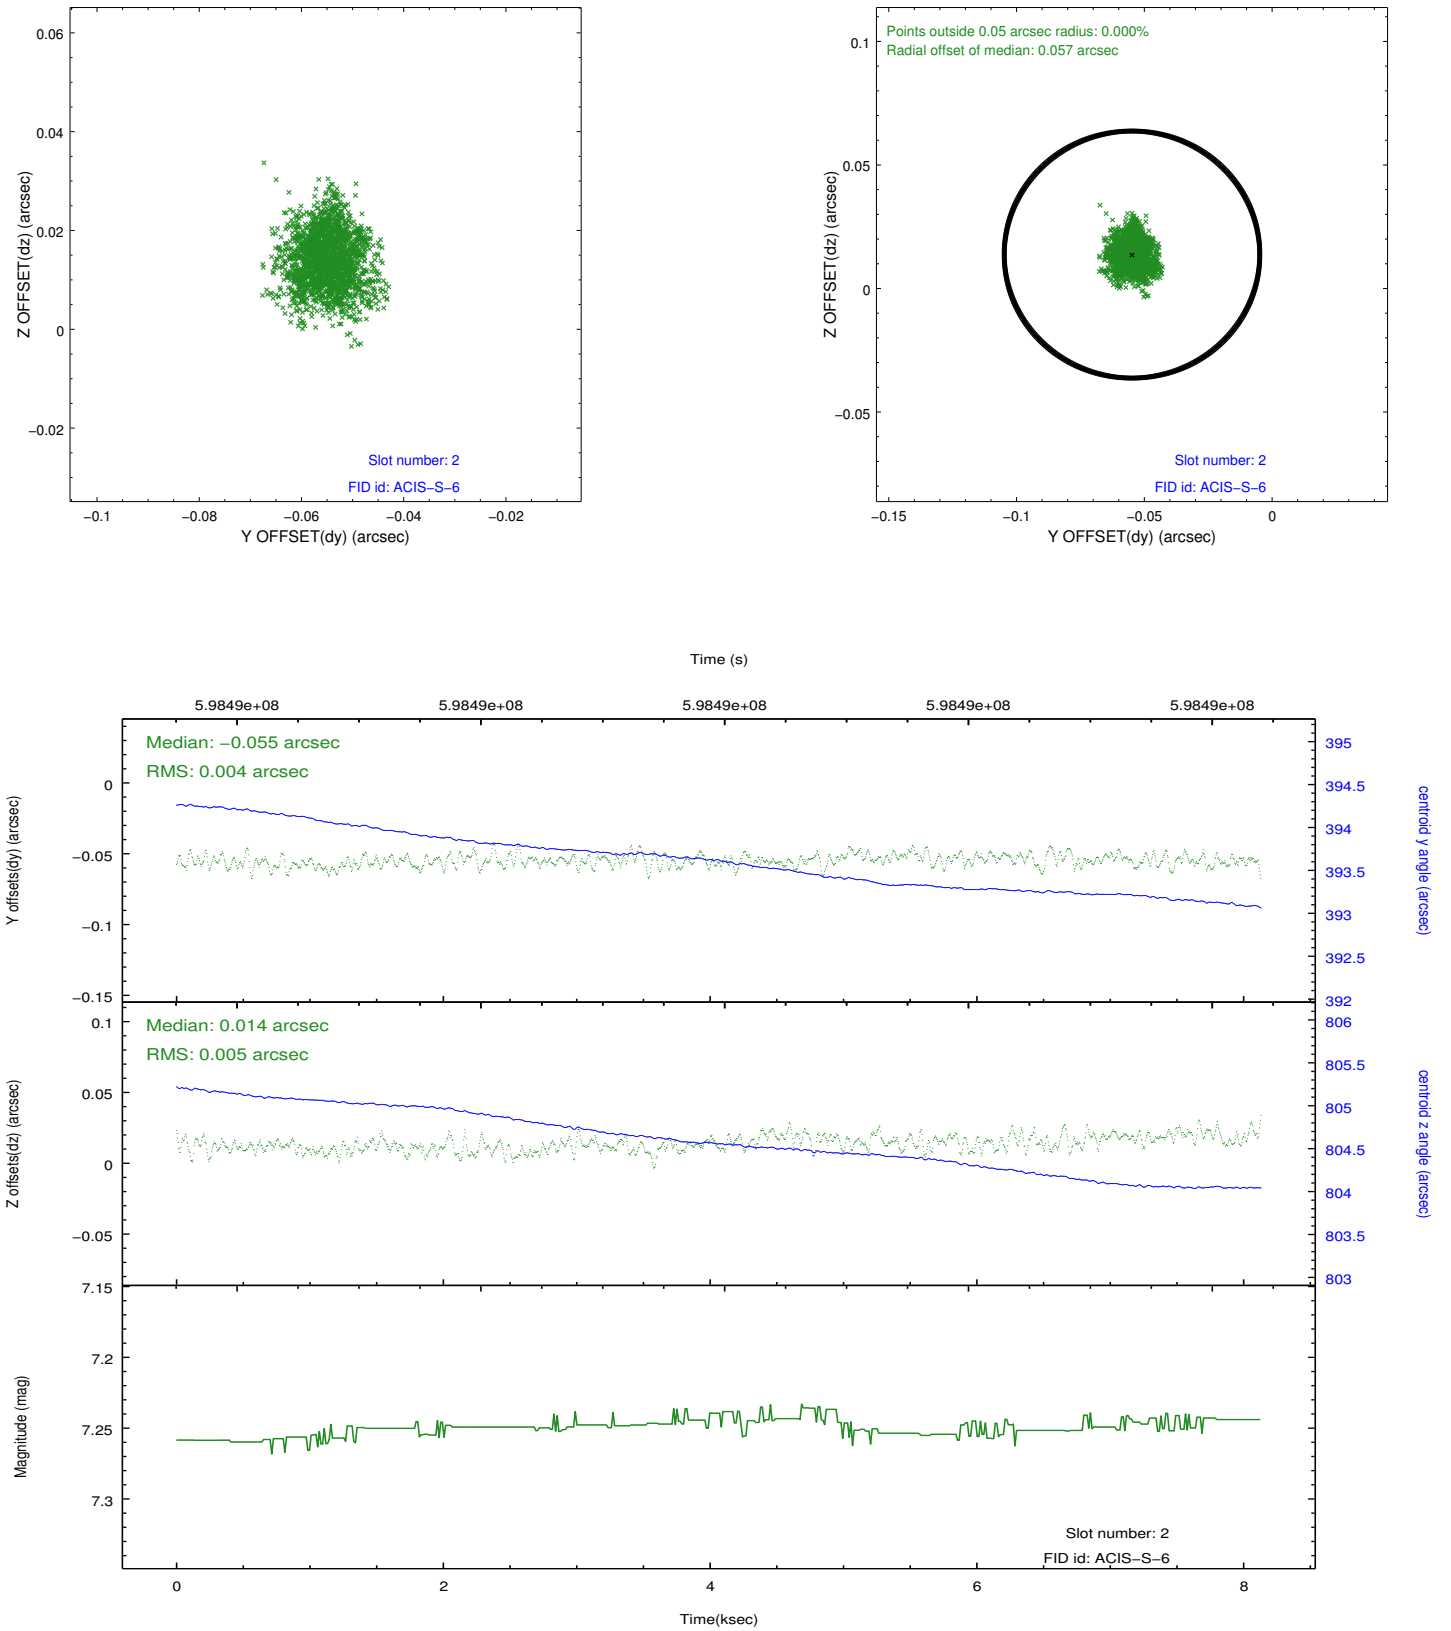 0.06
0.04
0.02
0
−0.02
Z OFFSET(dz) (arcsec)
Slot number: 2
FID id: ACIS−S−6
−0.1 −0.08 −0.06 −0.04 −0.02
Y OFFSET(dy) (arcsec)
Points outside 0.05 arcsec radius: 0.000%
Radial offset of median: 0.057 arcsec
0.1
0.05
0
−0.05
Z OFFSET(dz) (arcsec)
Slot number: 2
FID id: ACIS−S−6
−0.15 −0.1 −0.05 0
Y OFFSET(dy) (arcsec)
Time (s)
5.9849e+08 5.9849e+08 5.9849e+08 5.9849e+08 5.9849e+08
Median: −0.055 arcsec
RMS: 0.004 arcsec
0
−0.05
−0.1
−0.15
Y offsets(dy) (arcsec)
395
394.5
394
393.5
393
392.5
392
centroid y angle (arcsec)
Median: 0.014 arcsec
RMS: 0.005 arcsec
0.1
0.05
0
−0.05
Z offsets(dz) (arcsec)
806
805.5
805
804.5
804
803.5
803
centroid z angle (arcsec)
7.15
7.2
7.25
7.3
Magnitude (mag)
Slot number: 2
FID id: ACIS−S−6
0 2 4 6 8
Time(ksec)